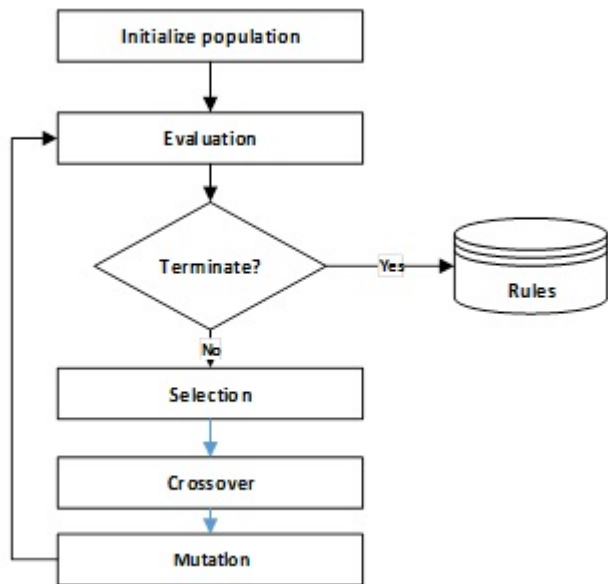 Initialize population
Evaluation
Terminate?
Yes
Rules
No
Selection
Crossover
Mutation